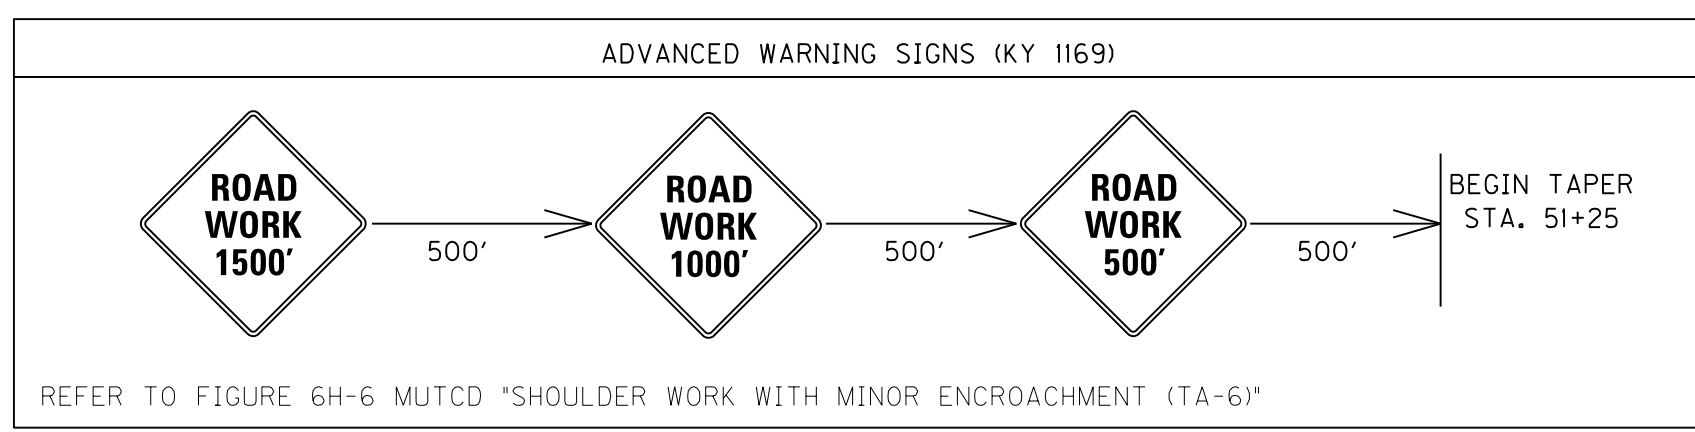 ADVANCED WARNING SIGNS (KY 1169)
ROAD
WORK
1500'
500'
ROAD
WORK
1000'
500'
ROAD
WORK
500'
500'
BEGIN TAPER
STA. 51+25
REFER TO FIGURE 6H-6 MUTCD "SHOULDER WORK WITH MINOR ENCROACHMENT (TA-6)"